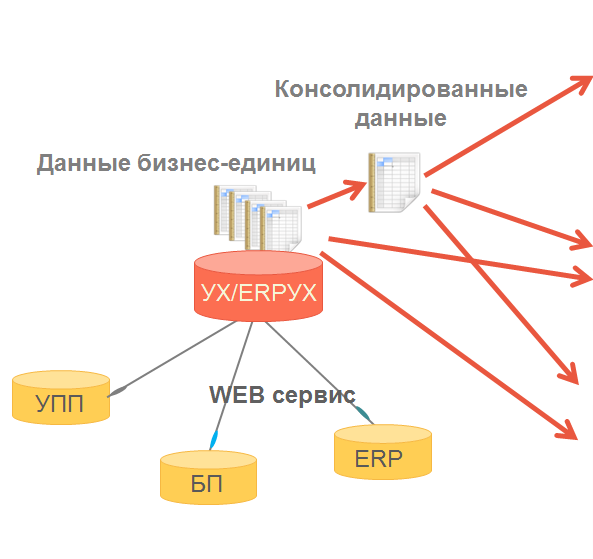 Консолидированные
данные
Данные бизнес-единиц
УХ/ERPУХ
WEB сервис
УПП
ERP
БП